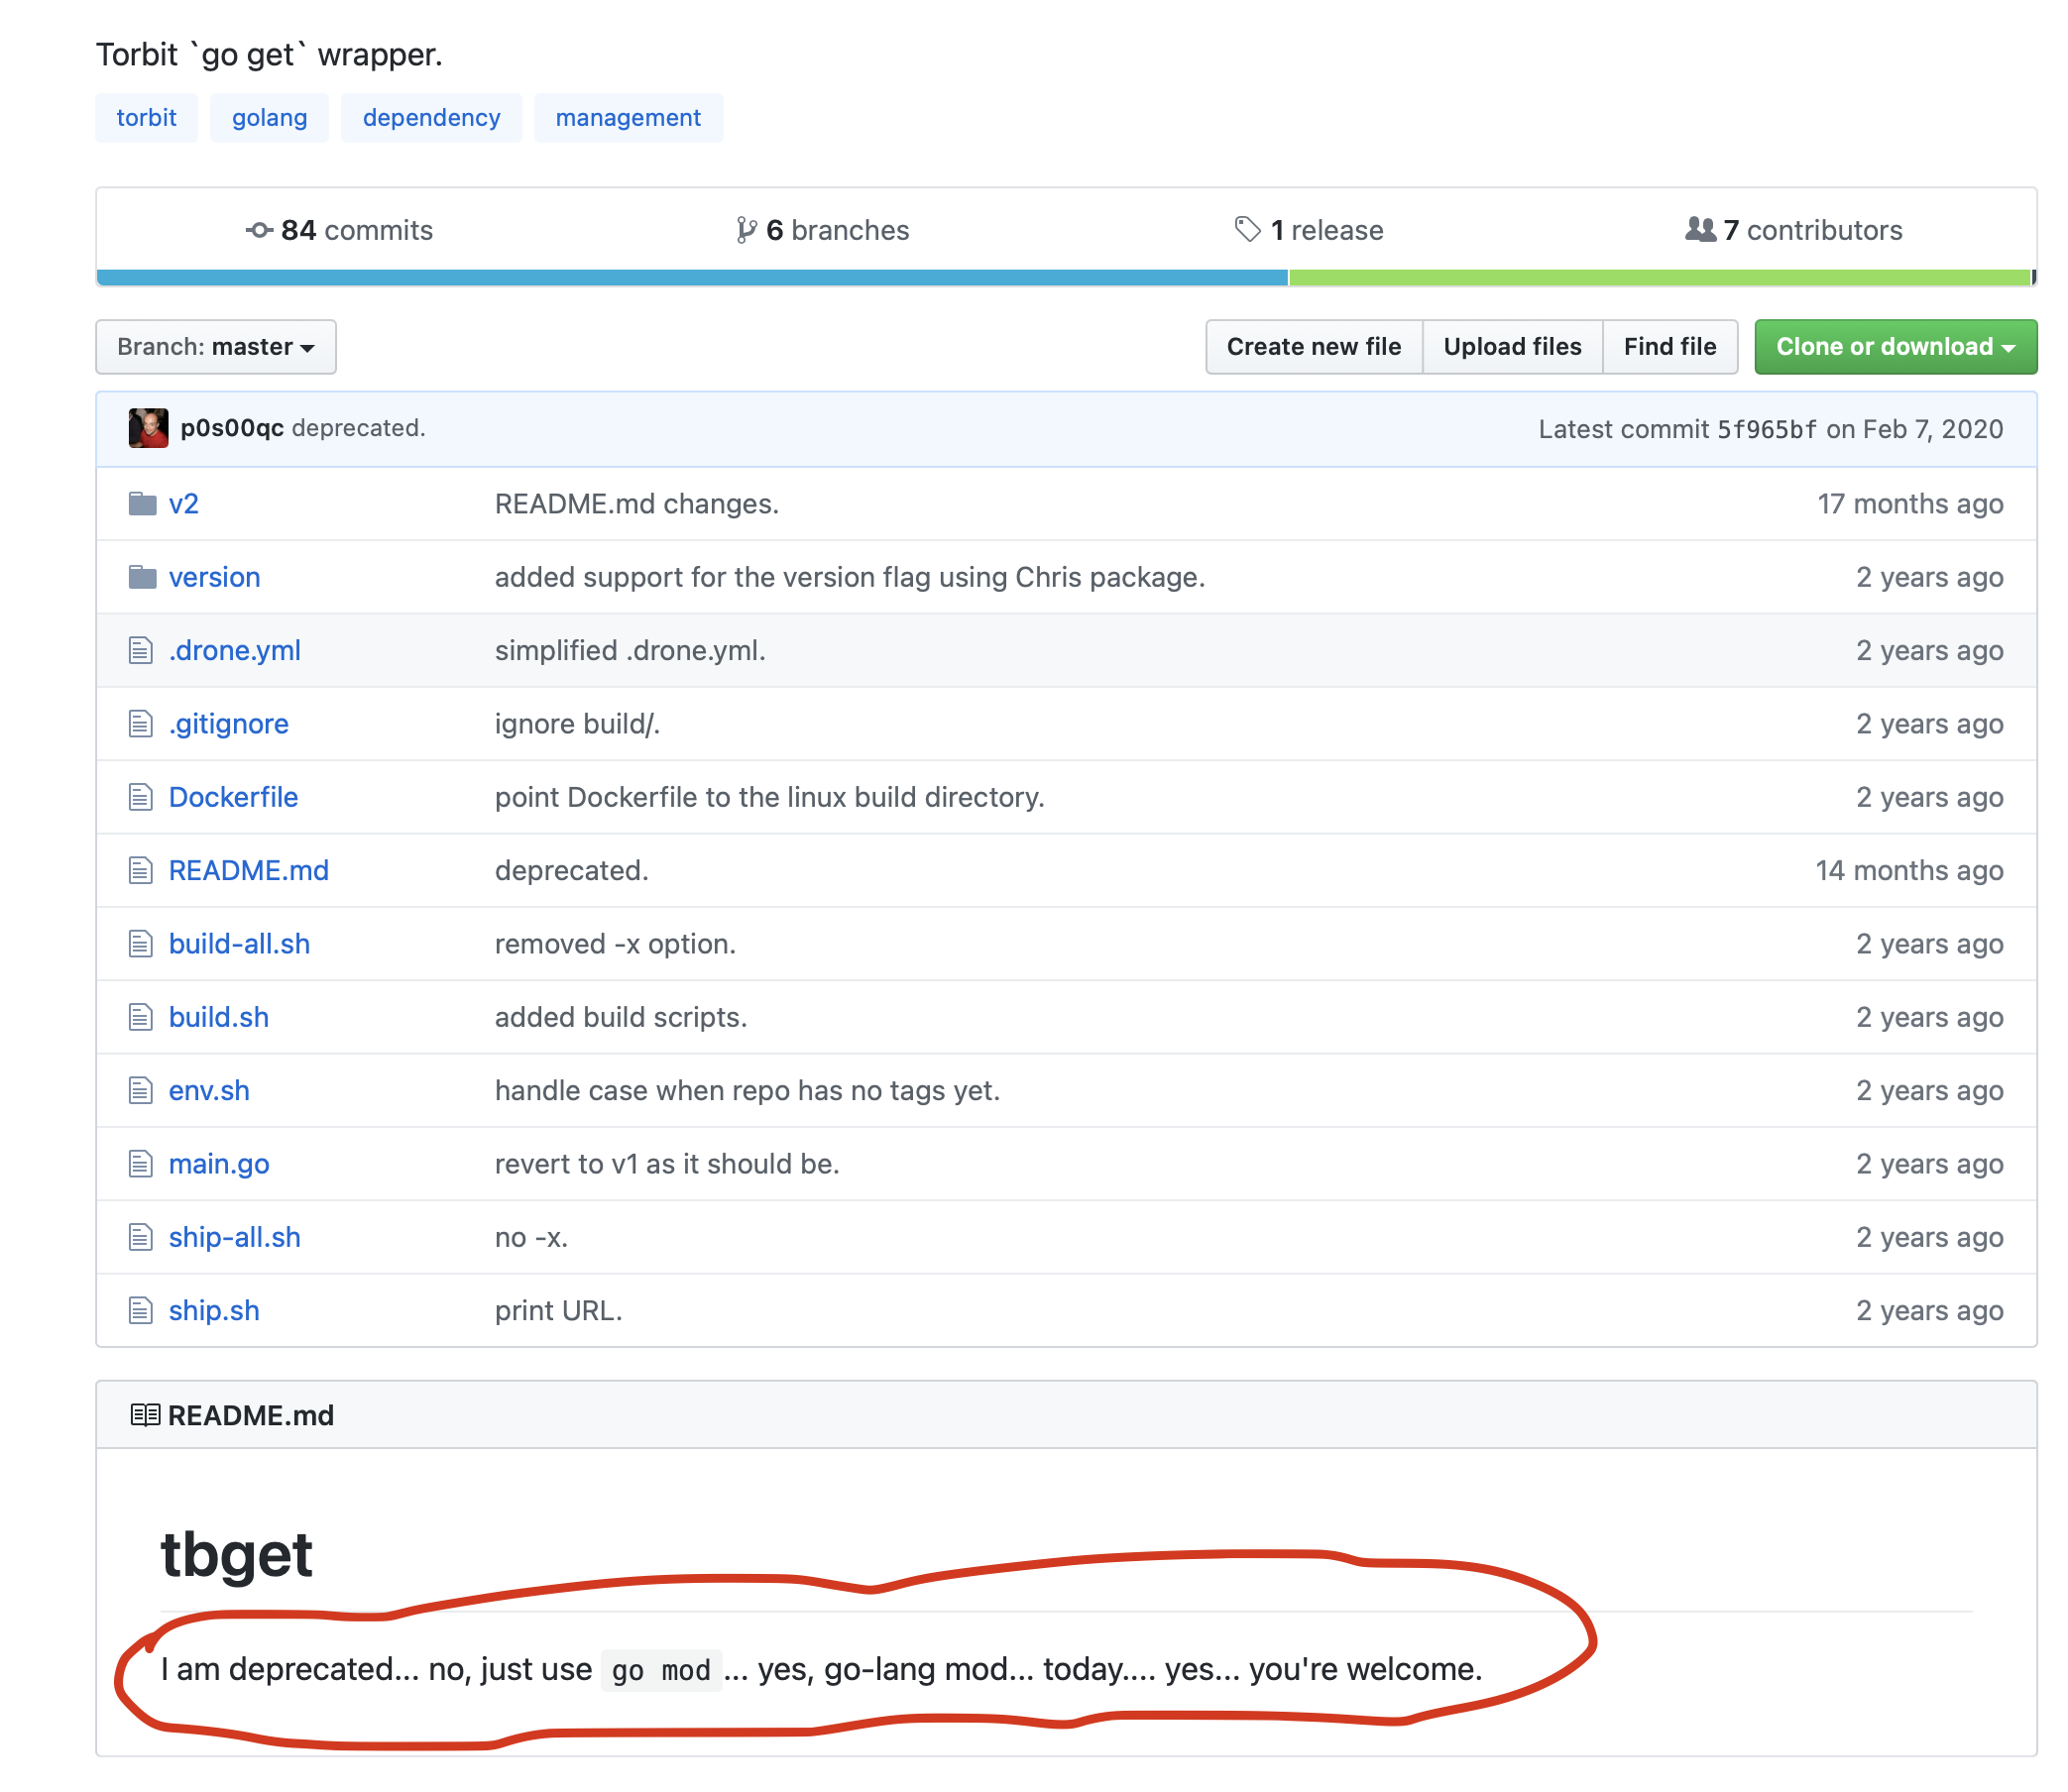 Torbit `go get` wrapper.
torbit golang dependency management
84 commits 6 branches 1 release 7 contributors
Branch: master Create new file Upload files Find file Clone or download
p0s00qc deprecated. Latest commit 5f965bf on Feb 7, 2020
v2 README.md changes. 17 months ago
version added support for the version flag using Chris package. 2 years ago
.drone.yml simplified .drone.yml. 2 years ago
.gitignore ignore build/. 2 years ago
Dockerfile point Dockerfile to the linux build directory. 2 years ago
README.md deprecated. 14 months ago
build-all.sh removed -x option. 2 years ago
build.sh added build scripts. 2 years ago
env.sh handle case when repo has no tags yet. 2 years ago
main.go revert to v1 as it should be. 2 years ago
ship-all.sh no -x. 2 years ago
ship.sh print URL. 2 years ago
README.md
tbget
I am deprecated... no, just use go mod... yes, go-lang mod... today.... yes... you're welcome.